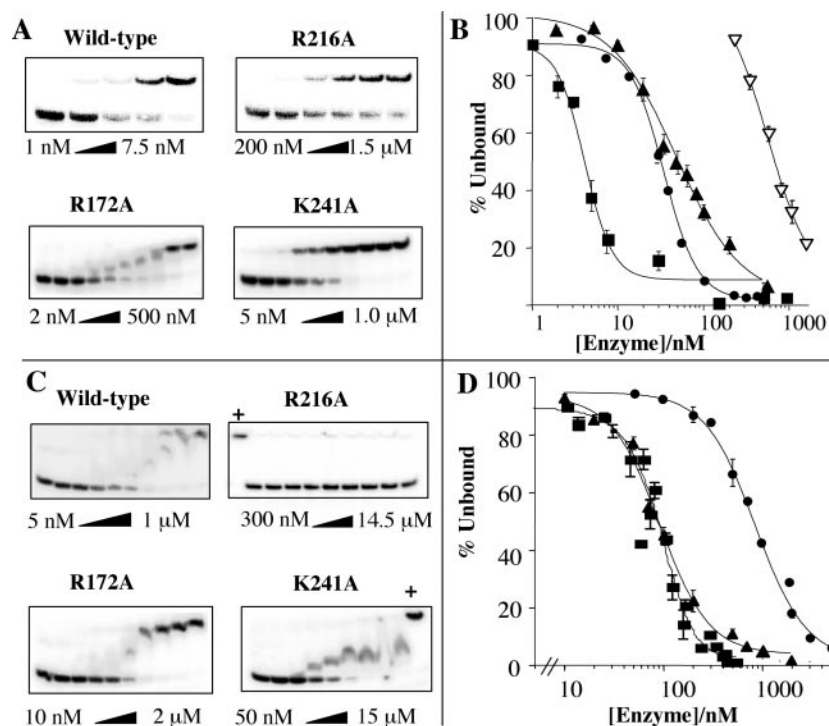 A
Wild-type
R216A
1 nM 7.5 nM
200 nM 1.5 μM
R172A
K241A
2 nM 500 nM
5 nM 1.0 μM
B
% Unbound
100
80
60
40
20
1 10 100 1000
[Enzyme]/nM
C
Wild-type
R216A
+
5 nM 1 μM
300 nM 14.5 μM
R172A
K241A
+
10 nM 2 μM
50 nM 15 μM
D
% Unbound
100
80
60
40
20
0
10 100 1000
[Enzyme]/nM